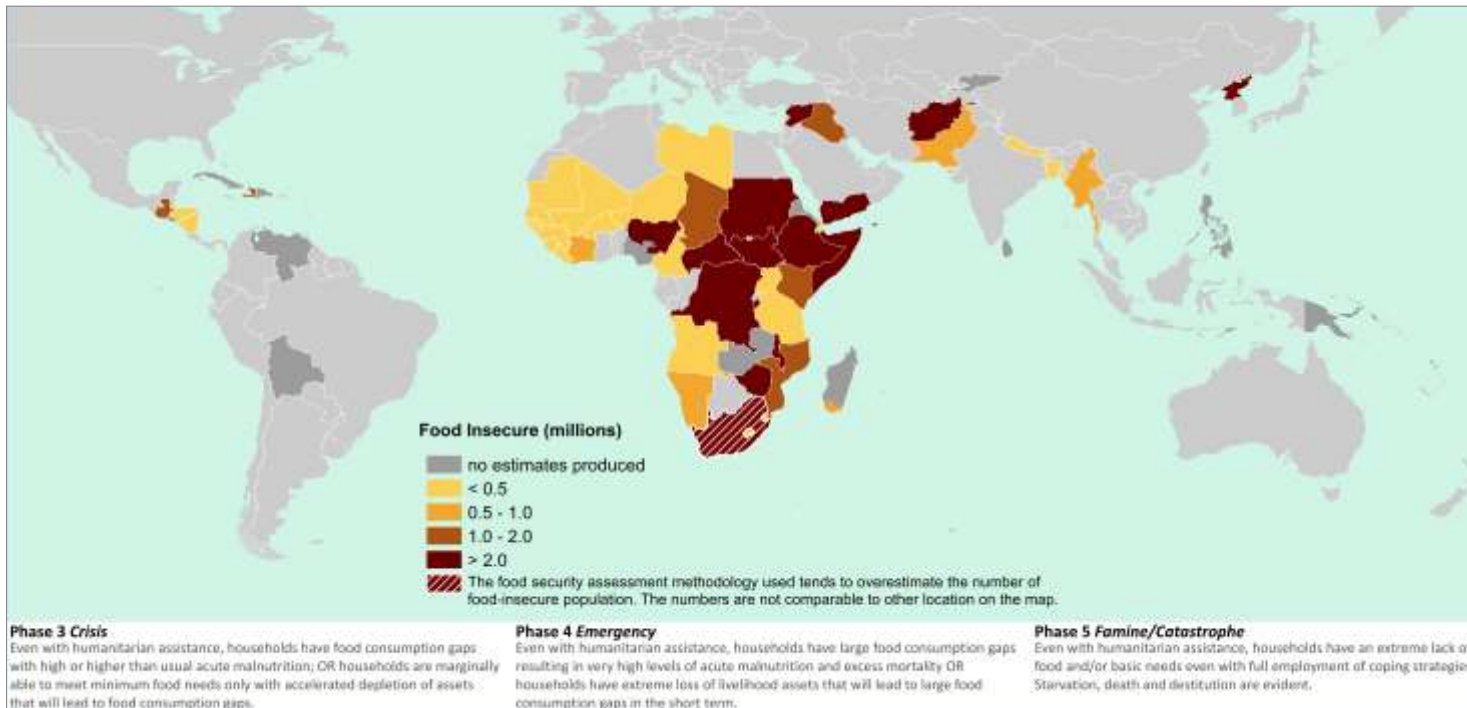 Food Insecure (millions)
no estimates produced
< 0.5
0.5 - 1.0
1.0 - 2.0
> 2.0
The food security assessment methodology used tends to overestimate the number of
food-insecure population. The numbers are not comparable to other location on the map.
Phase 3 Crisis
Even with humanitarian assistance, households have food consumption gaps
with high or higher than usual acute malnutrition; OR households are marginally
able to meet minimum food needs only with accelerated depletion of assets
that will lead to food consumption gaps.
Phase 4 Emergency
Even with humanitarian assistance, households have large food consumption gaps
resulting in very high levels of acute malnutrition and excess mortality OR
households have extreme loss of livelihood assets that will lead to large food
consumption gaps in the short term.
Phase 5 Famine/Catastrophe
Even with humanitarian assistance, households have an extreme lack of
food and/or basic needs even with full employment of coping strategies
Starvation, death and destitution are evident.